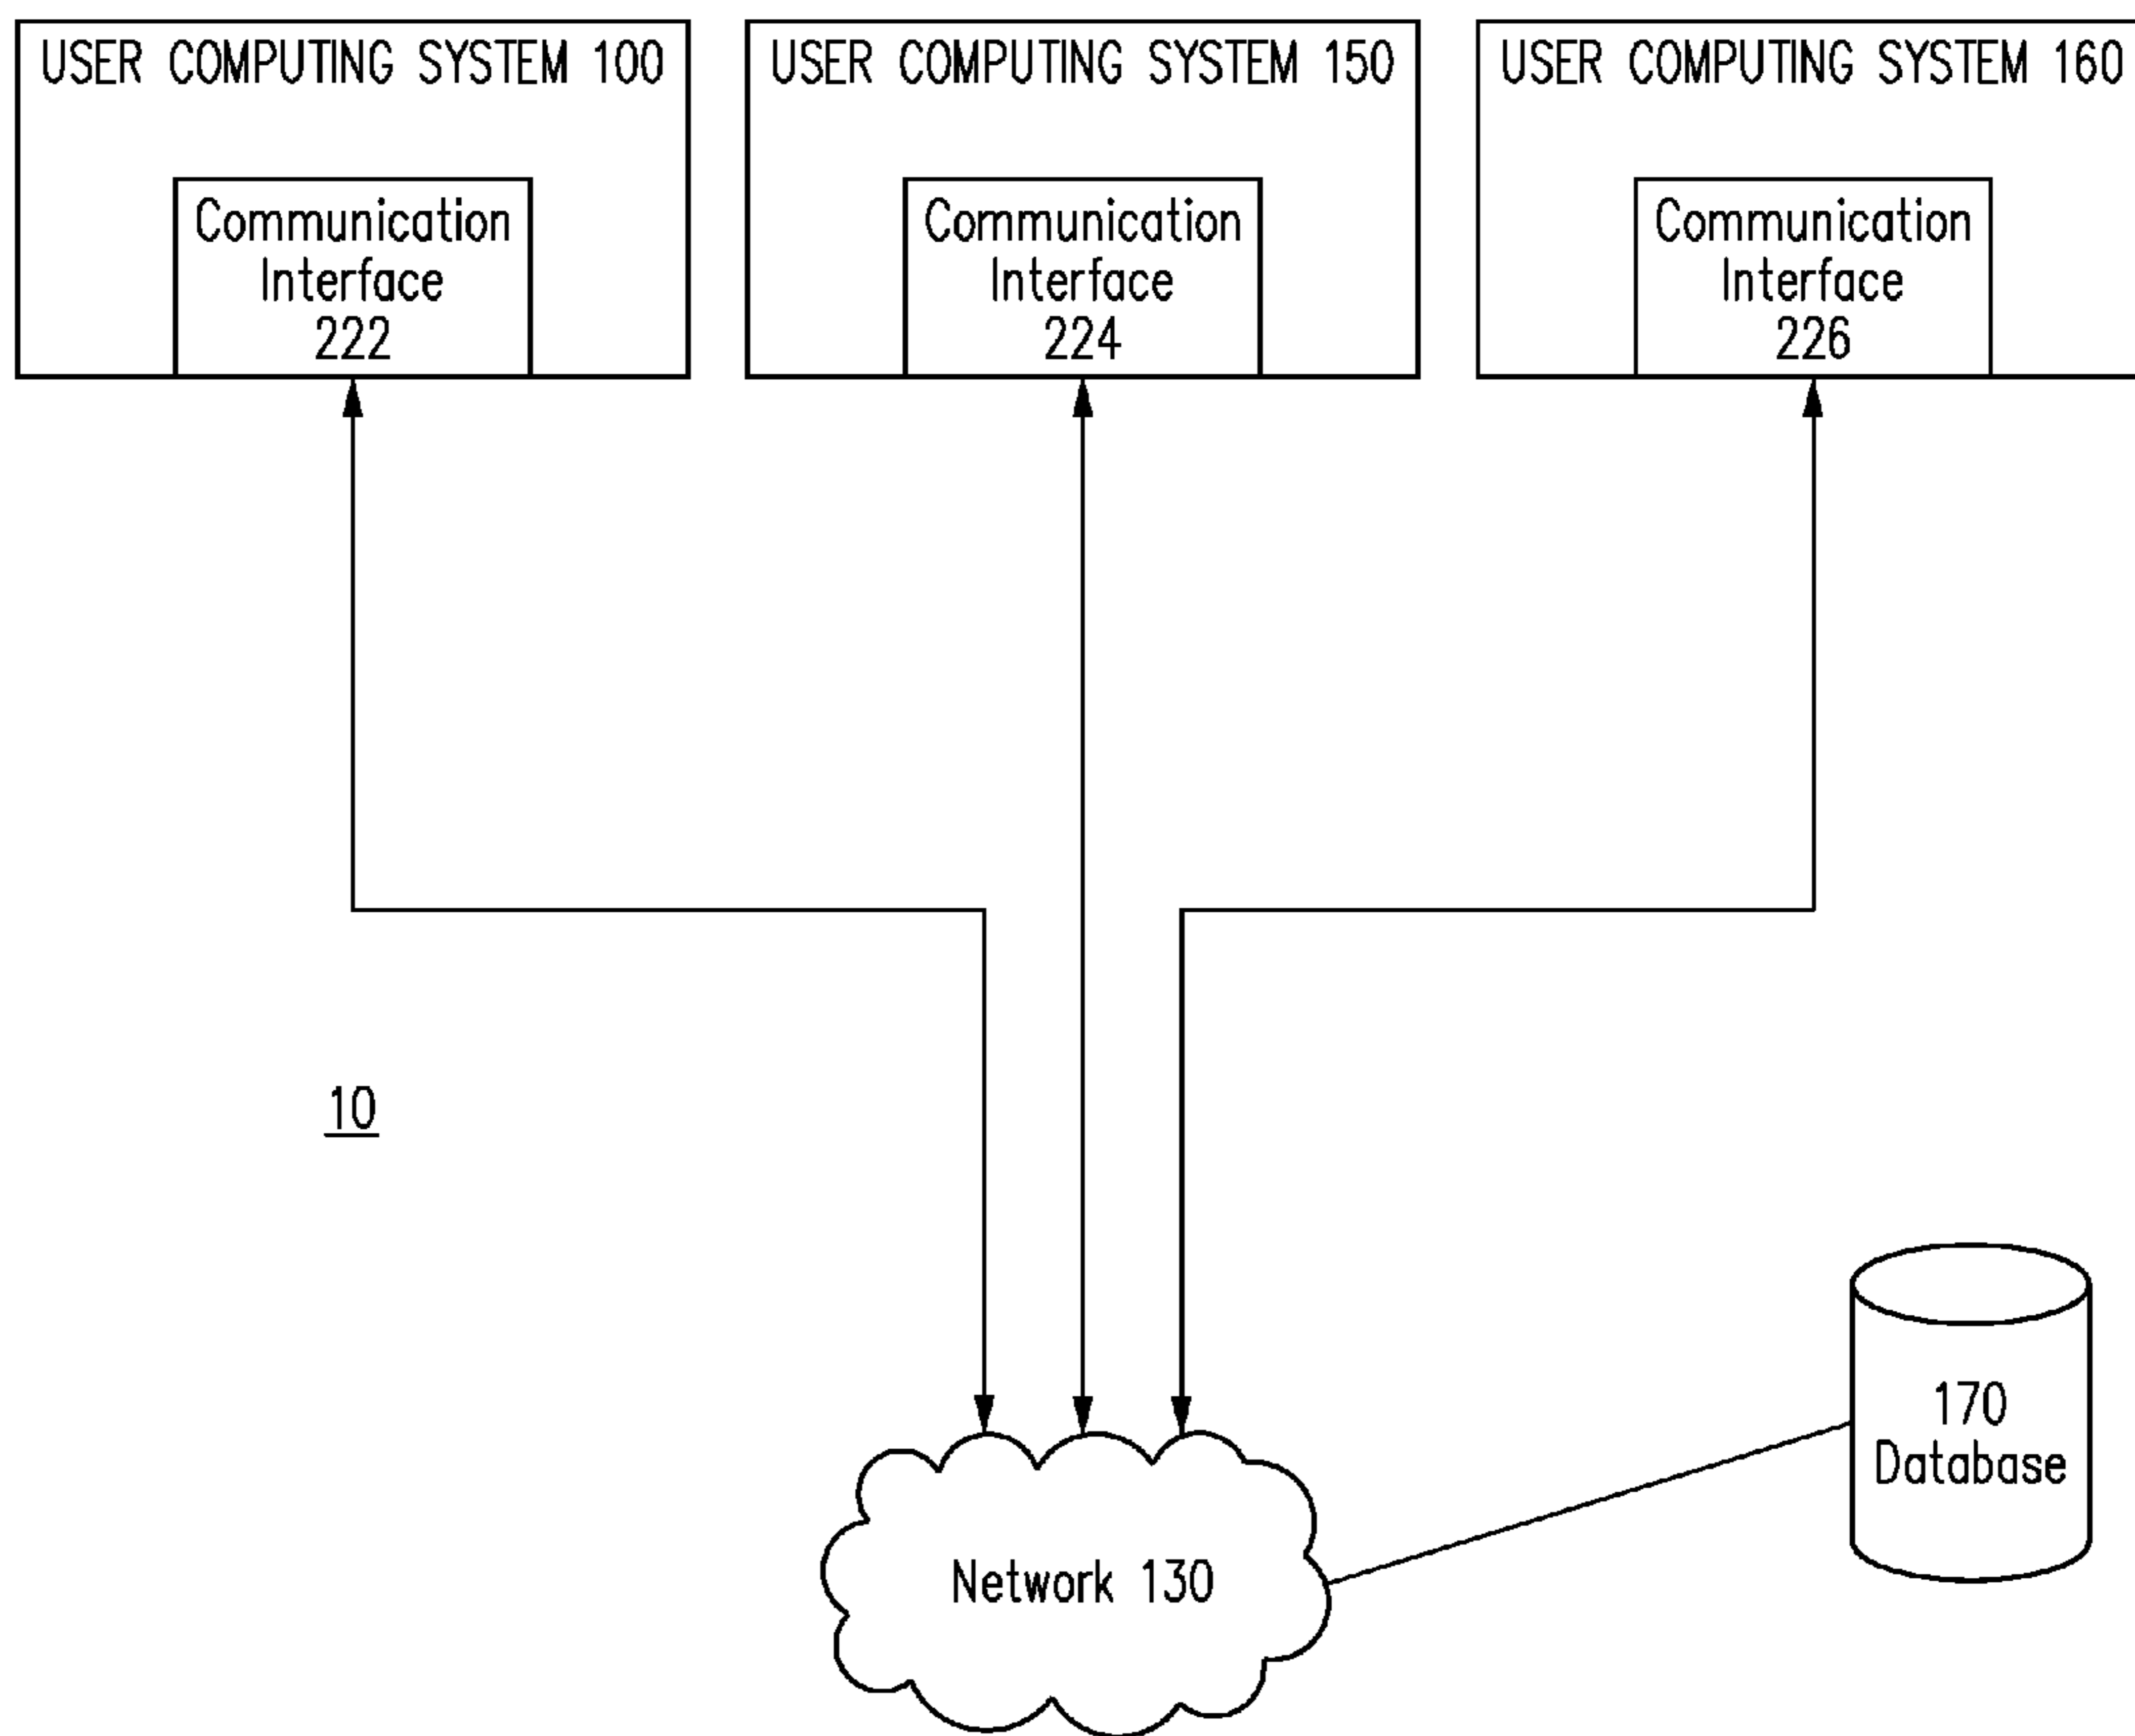 USER COMPUTING SYSTEM 100
Communication
Interface
222
USER COMPUTING SYSTEM 150
Communication
Interface
224
USER COMPUTING SYSTEM 160
Communication
Interface
226
10
170
Database
Network 130